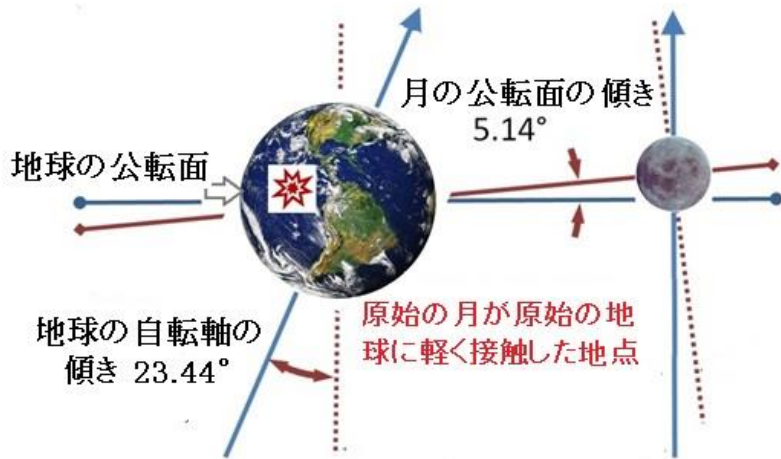 月の公転面の傾き
5.14°
地球の公転面
地球の自転軸の
傾き 23.44°
原始の月が原始の地
球に軽く接触した地点